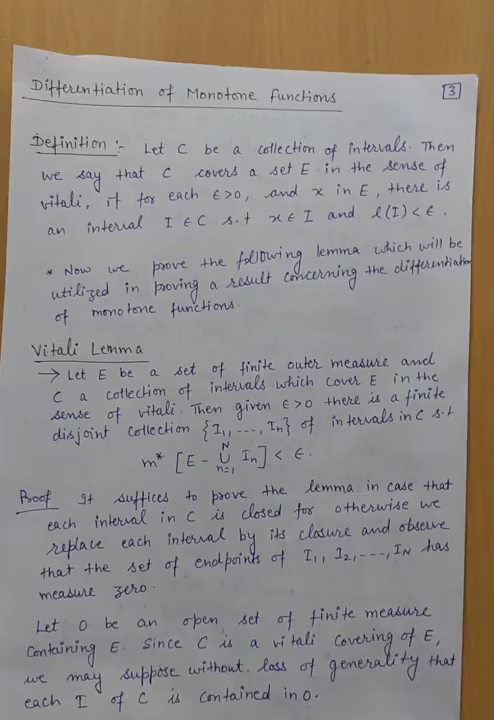 Differentiation of Monotone functions
3
Definition :- Let C be a collection of intervals. Then
we say that C covers a set E in the sense of
vitali, if for each ϵ>0, and x in E, there is
an interval I ∈ C s.t x ∈ I and l(I) < ϵ.
* Now we prove the following lemma which will be
utilized in proving a result concerning the differentiation
of monotone functions.
Vitali Lemma
→ Let E be a set of finite outer measure and
C a collection of intervals which cover E in the
sense of vitali. Then given ϵ>0 there is a finite
disjoint collection {I₁, ---, Iₙ} of intervals in C s.t
m* [E - ∪ᴺₙ₌₁ Iₙ] < ϵ.
Proof It suffices to prove the lemma in case that
each interval in C is closed for otherwise we
replace each interval by its closure and observe
that the set of endpoints of I₁, I₂, ---, I_N has
measure zero.
Let O be an open set of finite measure
containing E. Since C is a vitali covering of E,
we may suppose without loss of generality that
each I of C is contained in O.